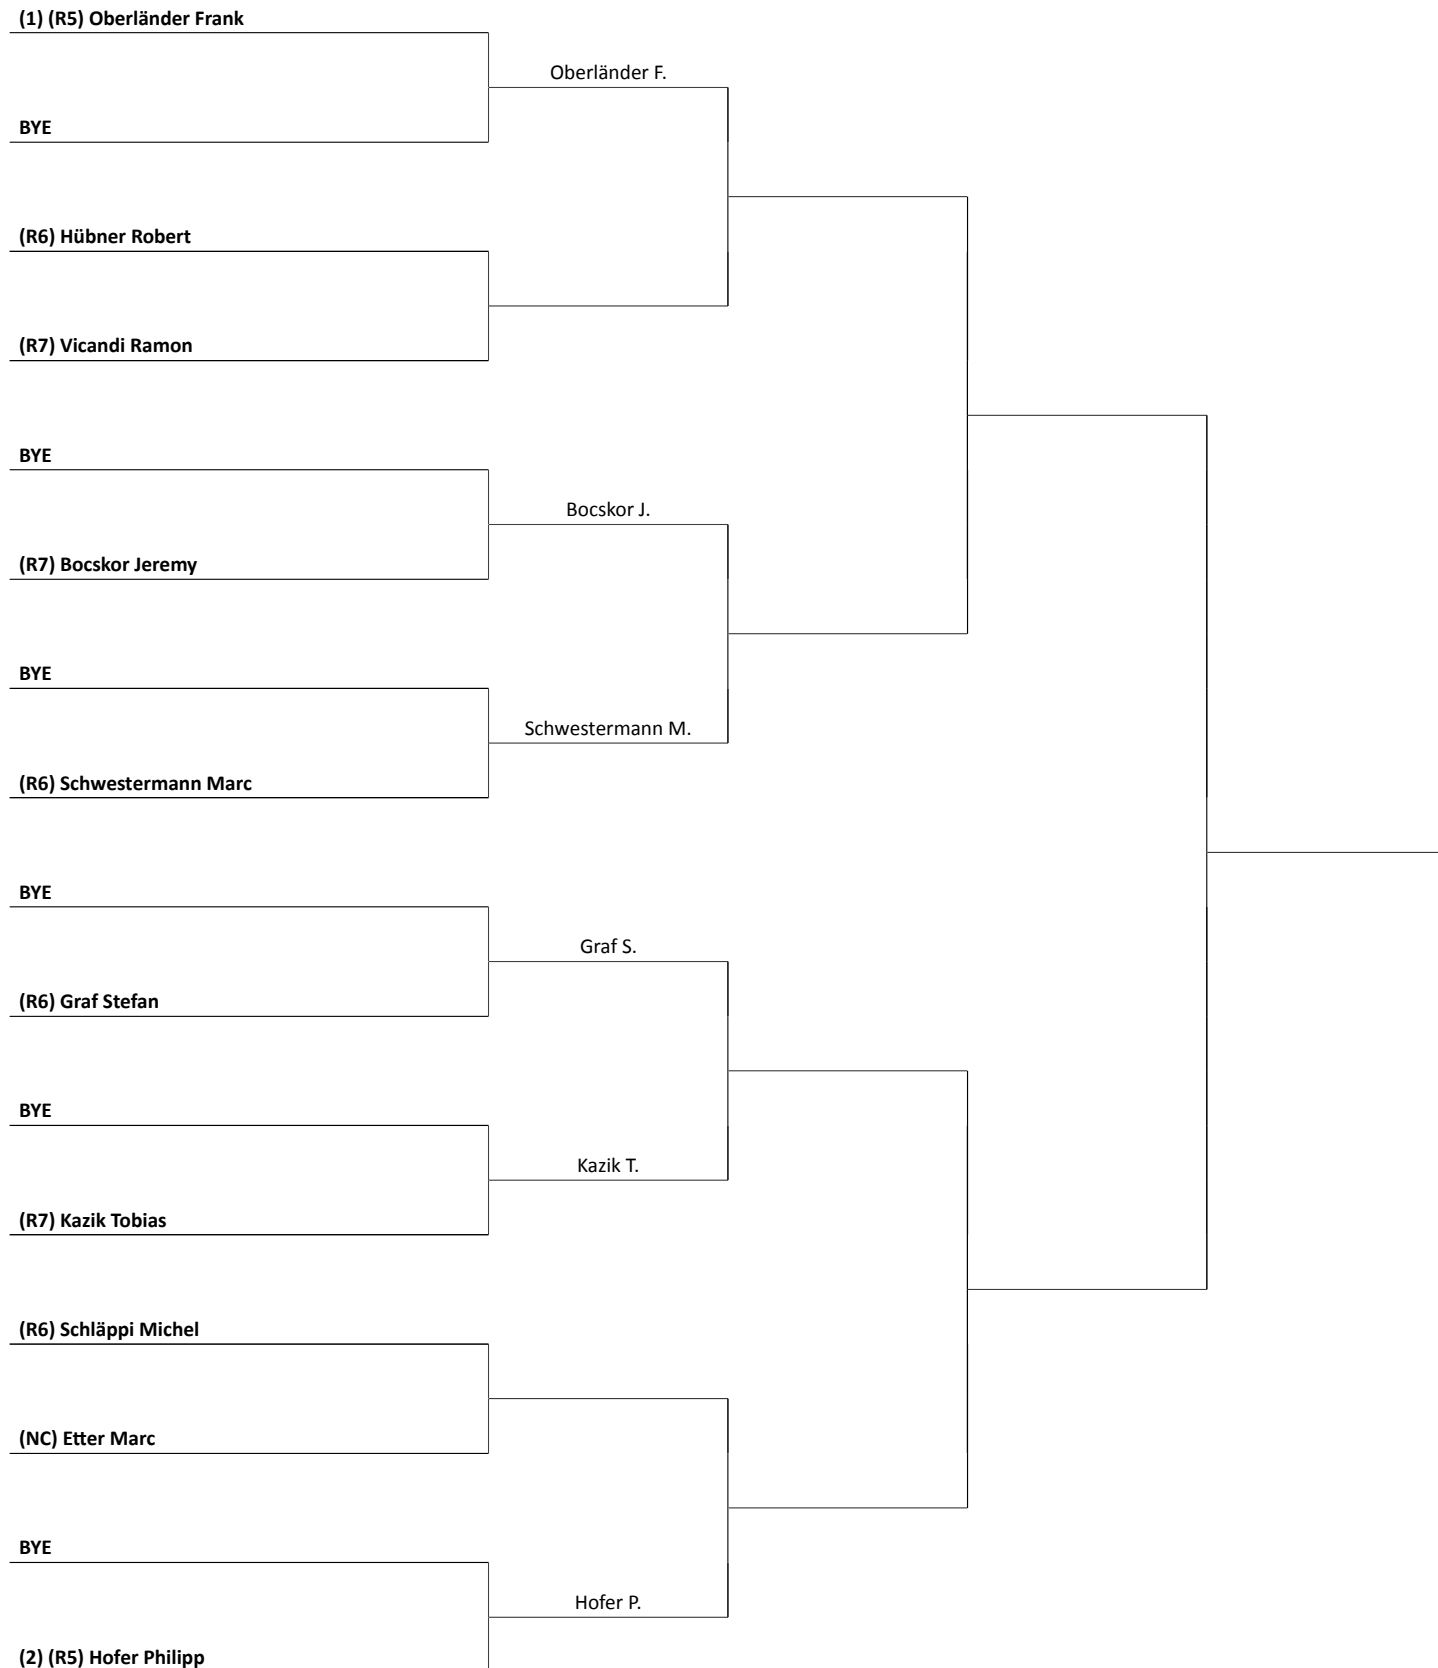 (1) (R5) Oberländer Frank
Oberländer F.
BYE
(R6) Hübner Robert
(R7) Vicandi Ramon
BYE
Bocskor J.
(R7) Bocskor Jeremy
BYE
Schwestermann M.
(R6) Schwestermann Marc
BYE
Graf S.
(R6) Graf Stefan
BYE
Kazik T.
(R7) Kazik Tobias
(R6) Schläppi Michel
(NC) Etter Marc
BYE
Hofer P.
(2) (R5) Hofer Philipp